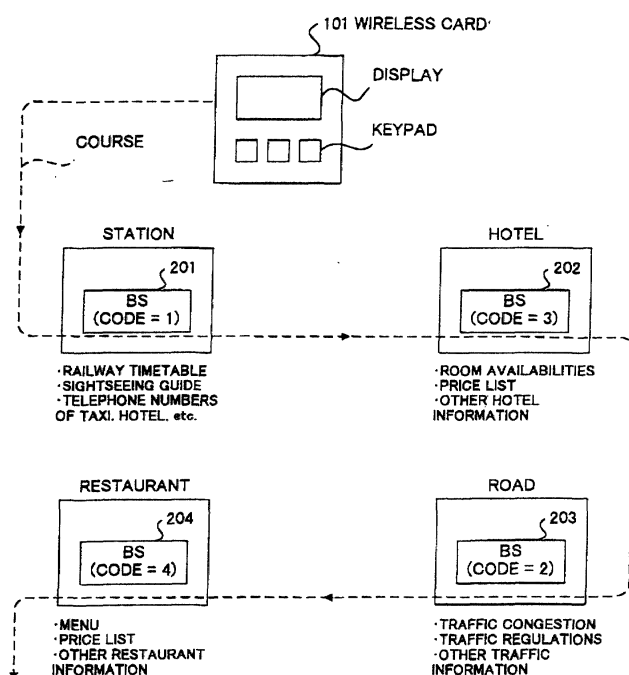 101 WIRELESS CARD
DISPLAY
KEYPAD
COURSE
STATION
201
BS
(CODE = 1)
·RAILWAY TIMETABLE
·SIGHTSEEING GUIDE
·TELEPHONE NUMBERS
OF TAXI. HOTEL. etc.
HOTEL
202
BS
(CODE = 3)
·ROOM AVAILABILITIES
·PRICE LIST
·OTHER HOTEL
INFORMATION
RESTAURANT
204
BS
(CODE = 4)
·MENU
·PRICE LIST
·OTHER RESTAURANT
INFORMATION
ROAD
203
BS
(CODE = 2)
·TRAFFIC CONGESTION
·TRAFFIC REGULATIONS
·OTHER TRAFFIC
INFORMATION